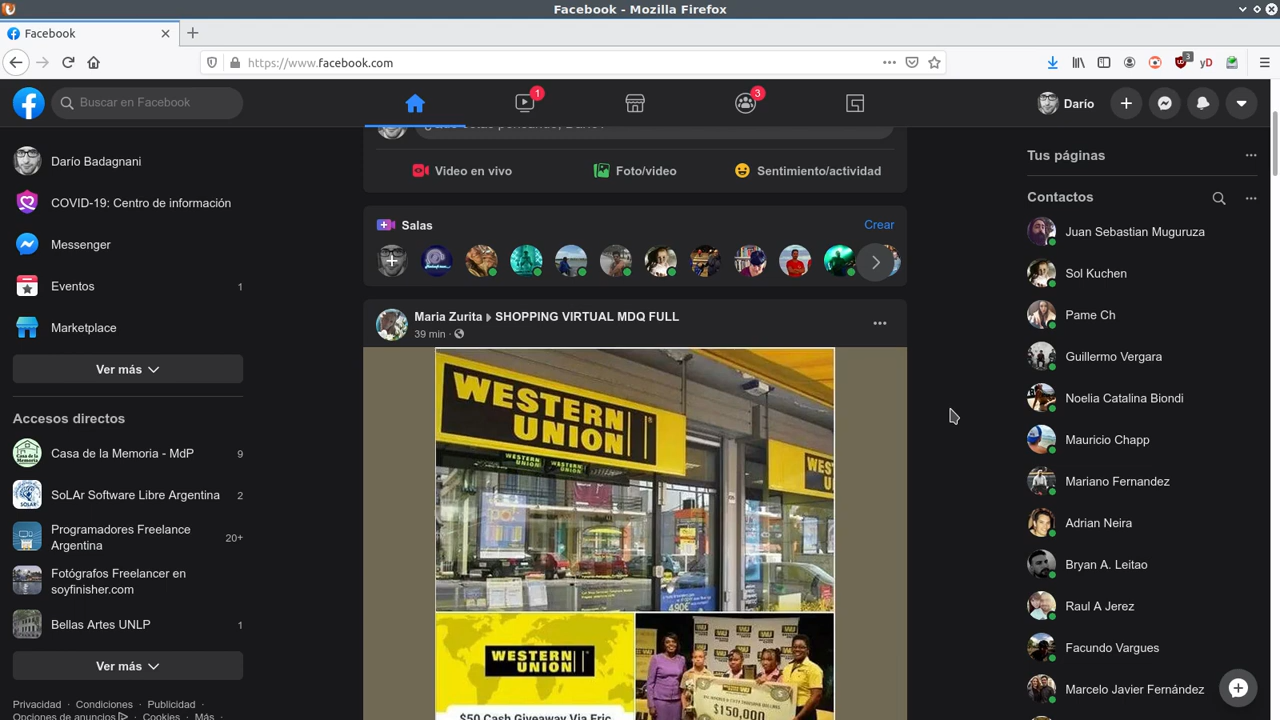 Facebook - Mozilla Firefox
Facebook
https://www.facebook.com
3
yD
Buscar en Facebook
1
3
Darío
Darío Badagnani
COVID-19: Centro de información
Messenger
Eventos
1
Marketplace
Ver más
Accesos directos
Casa de la Memoria - MdP
9
SoLAr Software Libre Argentina
2
Programadores Freelance
Argentina
20+
Fotógrafos Freelancer en
soyfinisher.com
Bellas Artes UNLP
1
Ver más
Privacidad · Condiciones · Publicidad ·
Opciones de anuncios · Cookies · Más ·
Video en vivo
Foto/video
Sentimiento/actividad
Salas
Crear
Maria Zurita SHOPPING VIRTUAL MDQ FULL
39 min ·
WESTERN
UNION
WESTERN UNION
WES
490€
WESTERN
UNION
$50 Cash Giveaway Via Eric
$150,000
Tus páginas
Contactos
Juan Sebastian Muguruza
Sol Kuchen
Pame Ch
Guillermo Vergara
Noelia Catalina Biondi
Mauricio Chapp
Mariano Fernandez
Adrian Neira
Bryan A. Leitao
Raul A Jerez
Facundo Vargues
Marcelo Javier Fernández